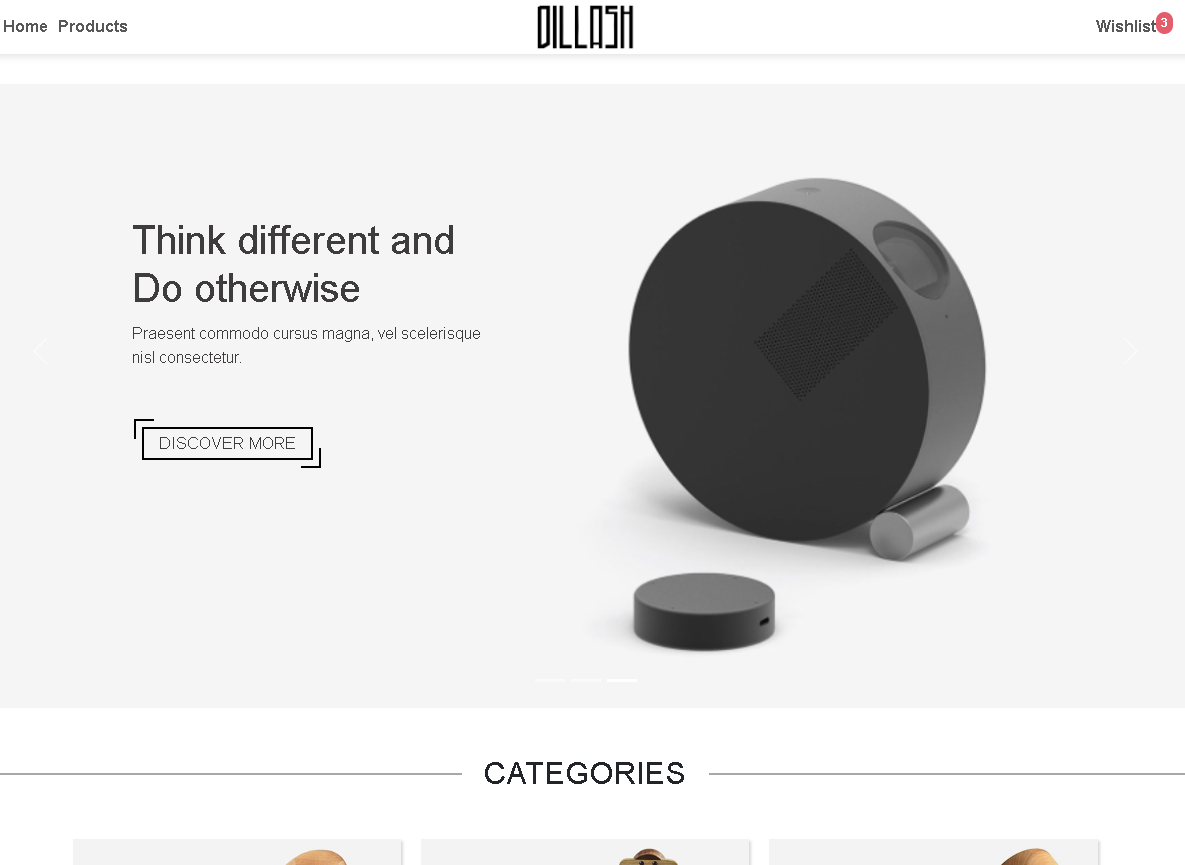 Home Products DILLASH Wishlist 3
Think different and
Do otherwise
Praesent commodo cursus magna, vel scelerisque
nisl consectetur.
DISCOVER MORE
CATEGORIES